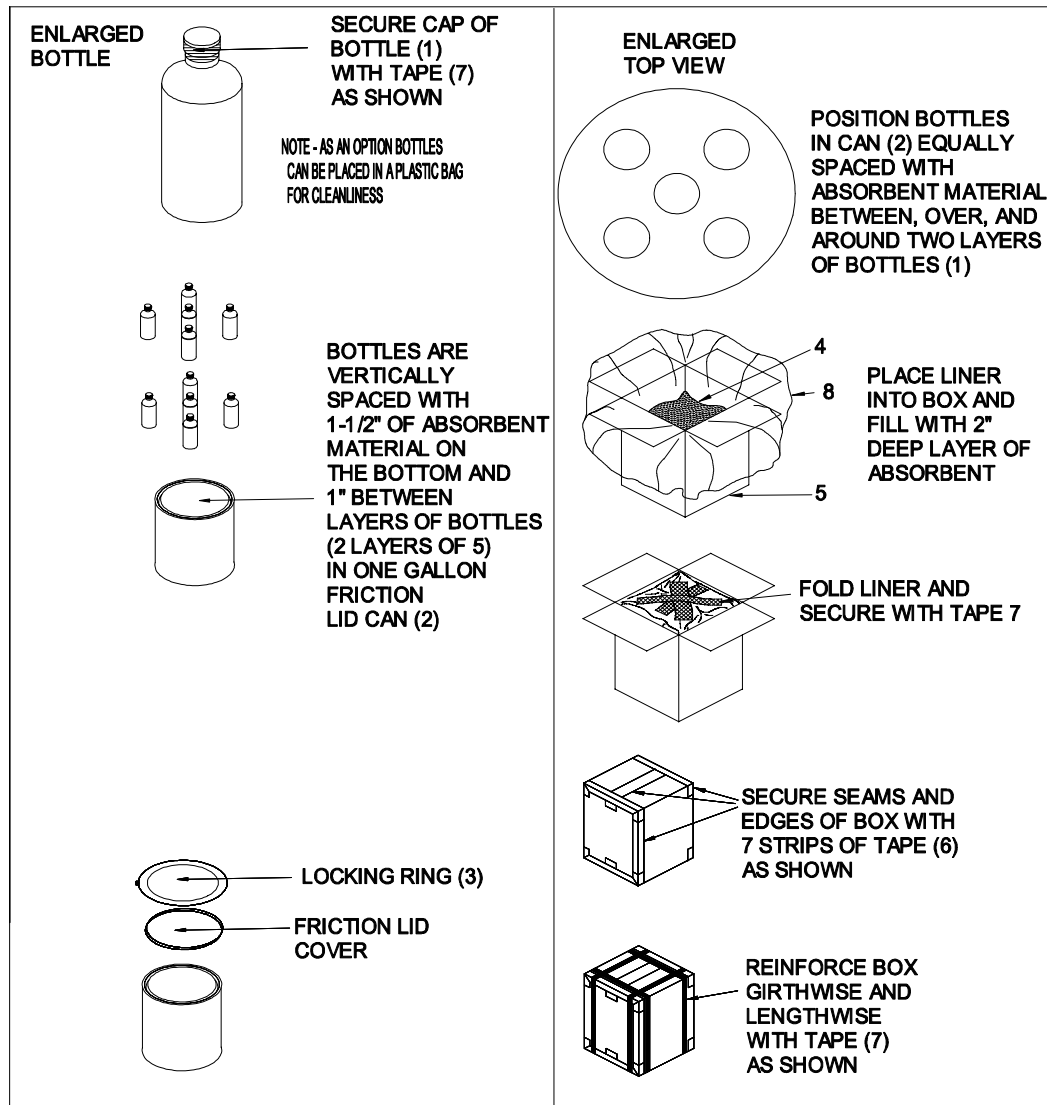 ENLARGED
BOTTLE
SECURE CAP OF
BOTTLE (1)
WITH TAPE (7)
AS SHOWN
NOTE - AS AN OPTION BOTTLES
CAN BE PLACED IN A PLASTIC BAG
FOR CLEANLINESS
BOTTLES ARE
VERTICALLY
SPACED WITH
1-1/2" OF ABSORBENT
MATERIAL ON
THE BOTTOM AND
1" BETWEEN
LAYERS OF BOTTLES
(2 LAYERS OF 5)
IN ONE GALLON
FRICTION
LID CAN (2)
LOCKING RING (3)
FRICTION LID
COVER
ENLARGED
TOP VIEW
POSITION BOTTLES
IN CAN (2) EQUALLY
SPACED WITH
ABSORBENT MATERIAL
BETWEEN, OVER, AND
AROUND TWO LAYERS
OF BOTTLES (1)
4
8
5
PLACE LINER
INTO BOX AND
FILL WITH 2"
DEEP LAYER OF
ABSORBENT
FOLD LINER AND
SECURE WITH TAPE 7
SECURE SEAMS AND
EDGES OF BOX WITH
7 STRIPS OF TAPE (6)
AS SHOWN
REINFORCE BOX
GIRTHWISE AND
LENGTHWISE
WITH TAPE (7)
AS SHOWN